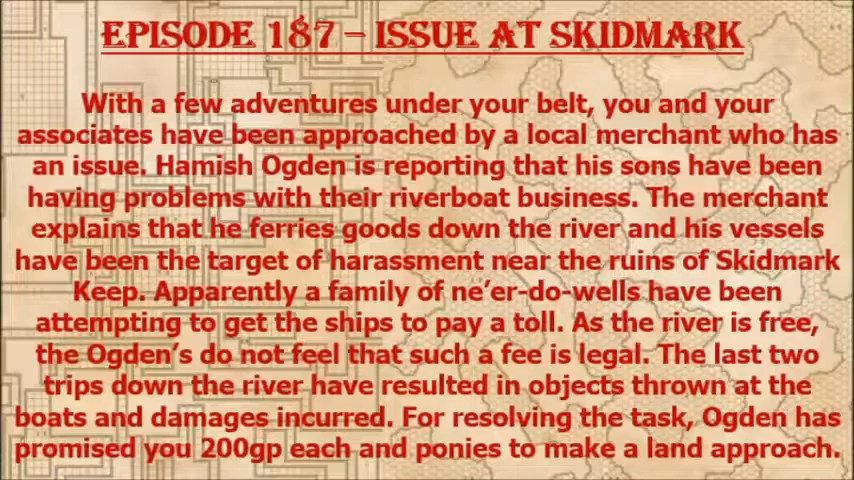 EPISODE 187 – ISSUE AT SKIDMARK
With a few adventures under your belt, you and your
associates have been approached by a local merchant who has
an issue. Hamish Ogden is reporting that his sons have been
having problems with their riverboat business. The merchant
explains that he ferries goods down the river and his vessels
have been the target of harassment near the ruins of Skidmark
Keep. Apparently a family of ne’er-do-wells have been
attempting to get the ships to pay a toll. As the river is free,
the Ogden’s do not feel that such a fee is legal. The last two
trips down the river have resulted in objects thrown at the
boats and damages incurred. For resolving the task, Ogden has
promised you 200gp each and ponies to make a land approach.